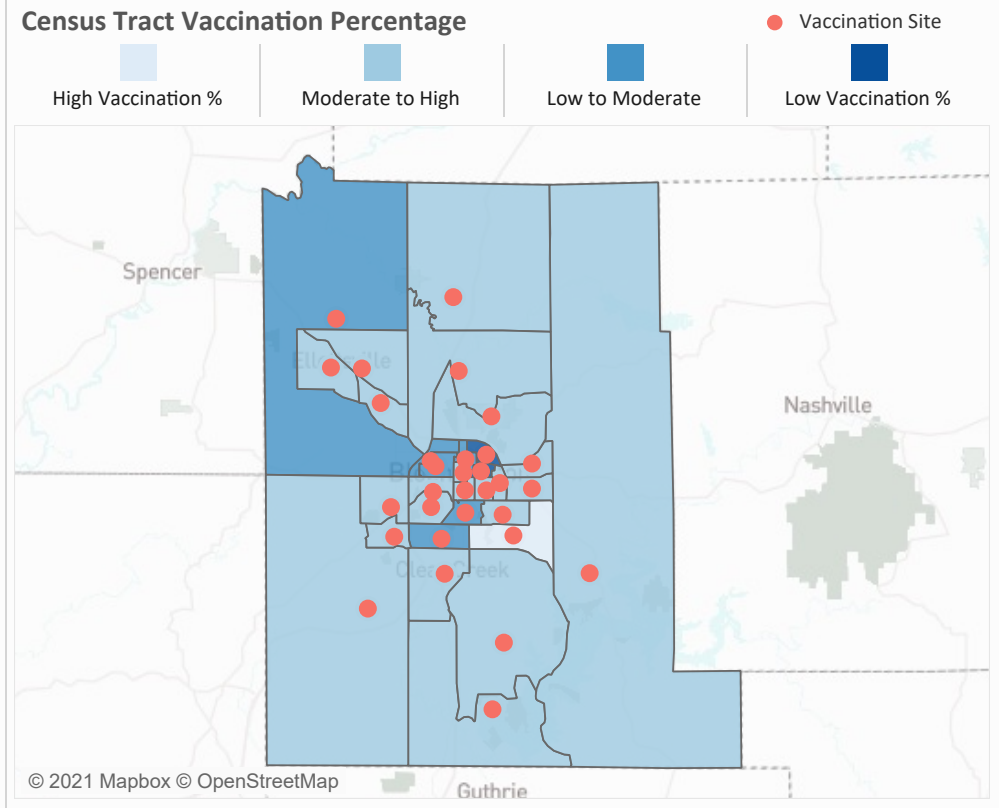 Census Tract Vaccination Percentage
Vaccination Site
High Vaccination %
Moderate to High
Low to Moderate
Low Vaccination %
Spencer
Nashville
Creek
Guthrie
© 2021 Mapbox © OpenStreetMap